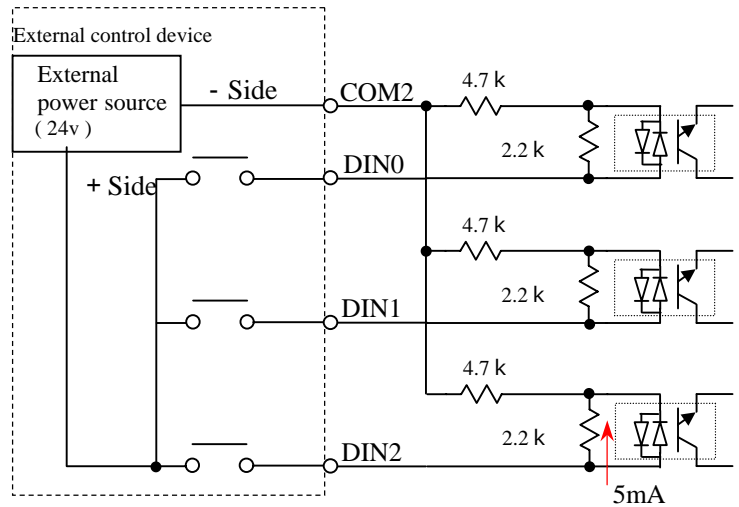 External control device
External
power source
( 24v )
- Side
COM2
4.7 k
2.2 k
+ Side
DIN0
4.7 k
2.2 k
DIN1
4.7 k
2.2 k
DIN2
5mA